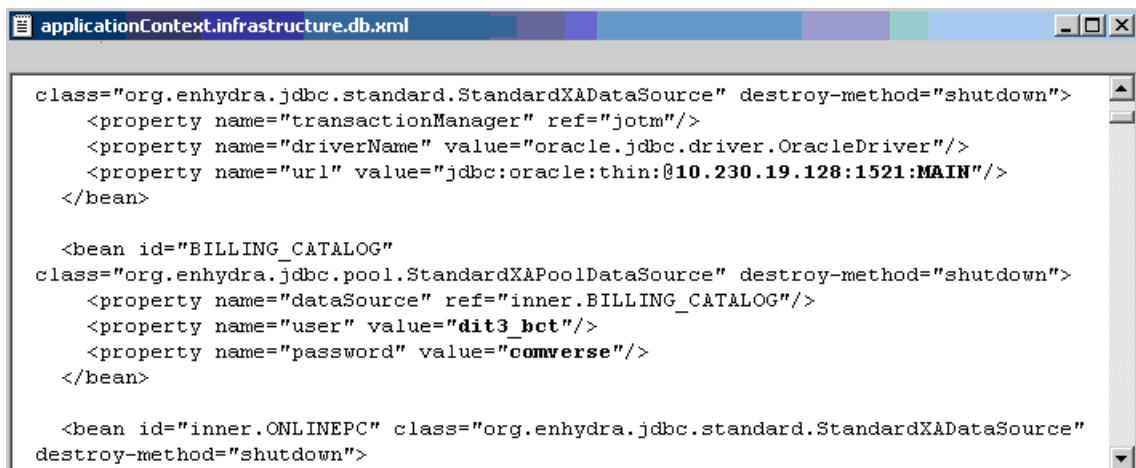 applicationContext.infrastructure.db.xml
class="org.enhydra.jdbc.standard.StandardXADataSource" destroy-method="shutdown">
<property name="transactionManager" ref="jotm"/>
<property name="driverName" value="oracle.jdbc.driver.OracleDriver"/>
<property name="url" value="jdbc:oracle:thin:@10.230.19.128:1521:MAIN"/>
</bean>
<bean id="BILLING_CATALOG"
class="org.enhydra.jdbc.pool.StandardXAPoolDataSource" destroy-method="shutdown">
<property name="dataSource" ref="inner.BILLING_CATALOG"/>
<property name="user" value="dit3_bct"/>
<property name="password" value="comverse"/>
</bean>
<bean id="inner.ONLINEPC" class="org.enhydra.jdbc.standard.StandardXADataSource"
destroy-method="shutdown">